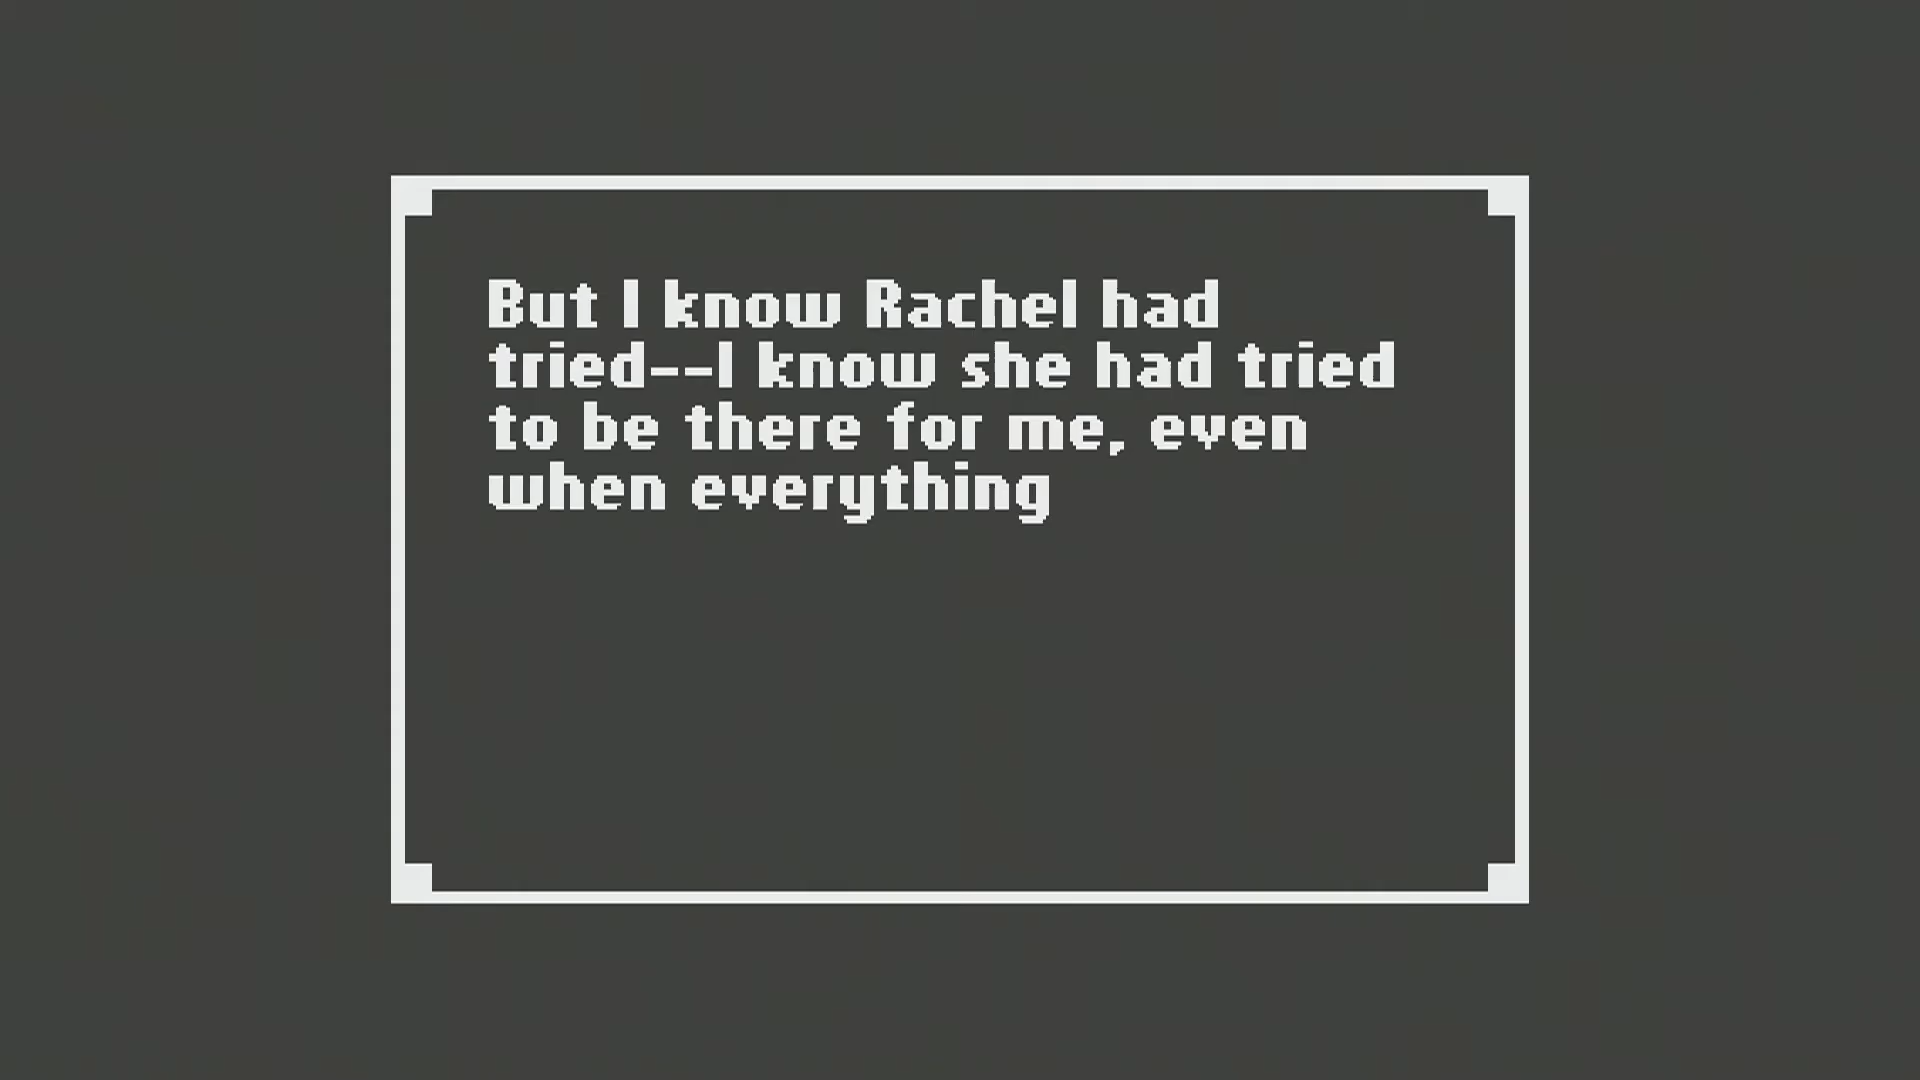 But I know Rachel had
tried--I know she had tried
to be there for me, even
when everything